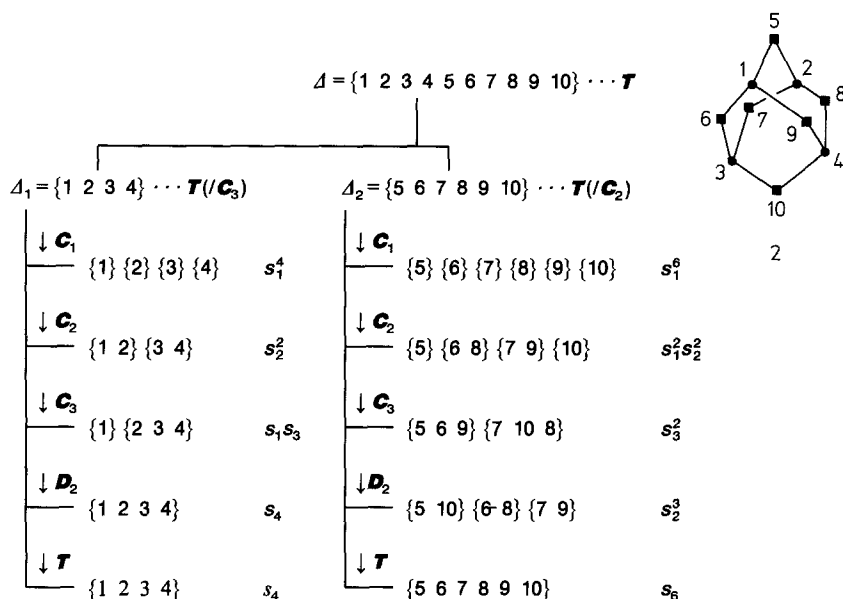 Δ = {1 2 3 4 5 6 7 8 9 10} ··· T
Δ₁ = {1 2 3 4} ··· T(/C₃)
↓ C₁
{1} {2} {3} {4} s₁⁴
↓ C₂
{1 2} {3 4} s₂²
↓ C₃
{1} {2 3 4} s₁s₃
↓ D₂
{1 2 3 4} s₄
↓ T
{1 2 3 4} s₄
Δ₂ = {5 6 7 8 9 10} ··· T(/C₂)
↓ C₁
{5} {6} {7} {8} {9} {10} s₁⁶
↓ C₂
{5} {6 8} {7 9} {10} s₁²s₂²
↓ C₃
{5 6 9} {7 10 8} s₃²
↓ D₂
{5 10} {6 8} {7 9} s₂³
↓ T
{5 6 7 8 9 10} s₆
5
1 2
8
6 7 9
3 4
10
2